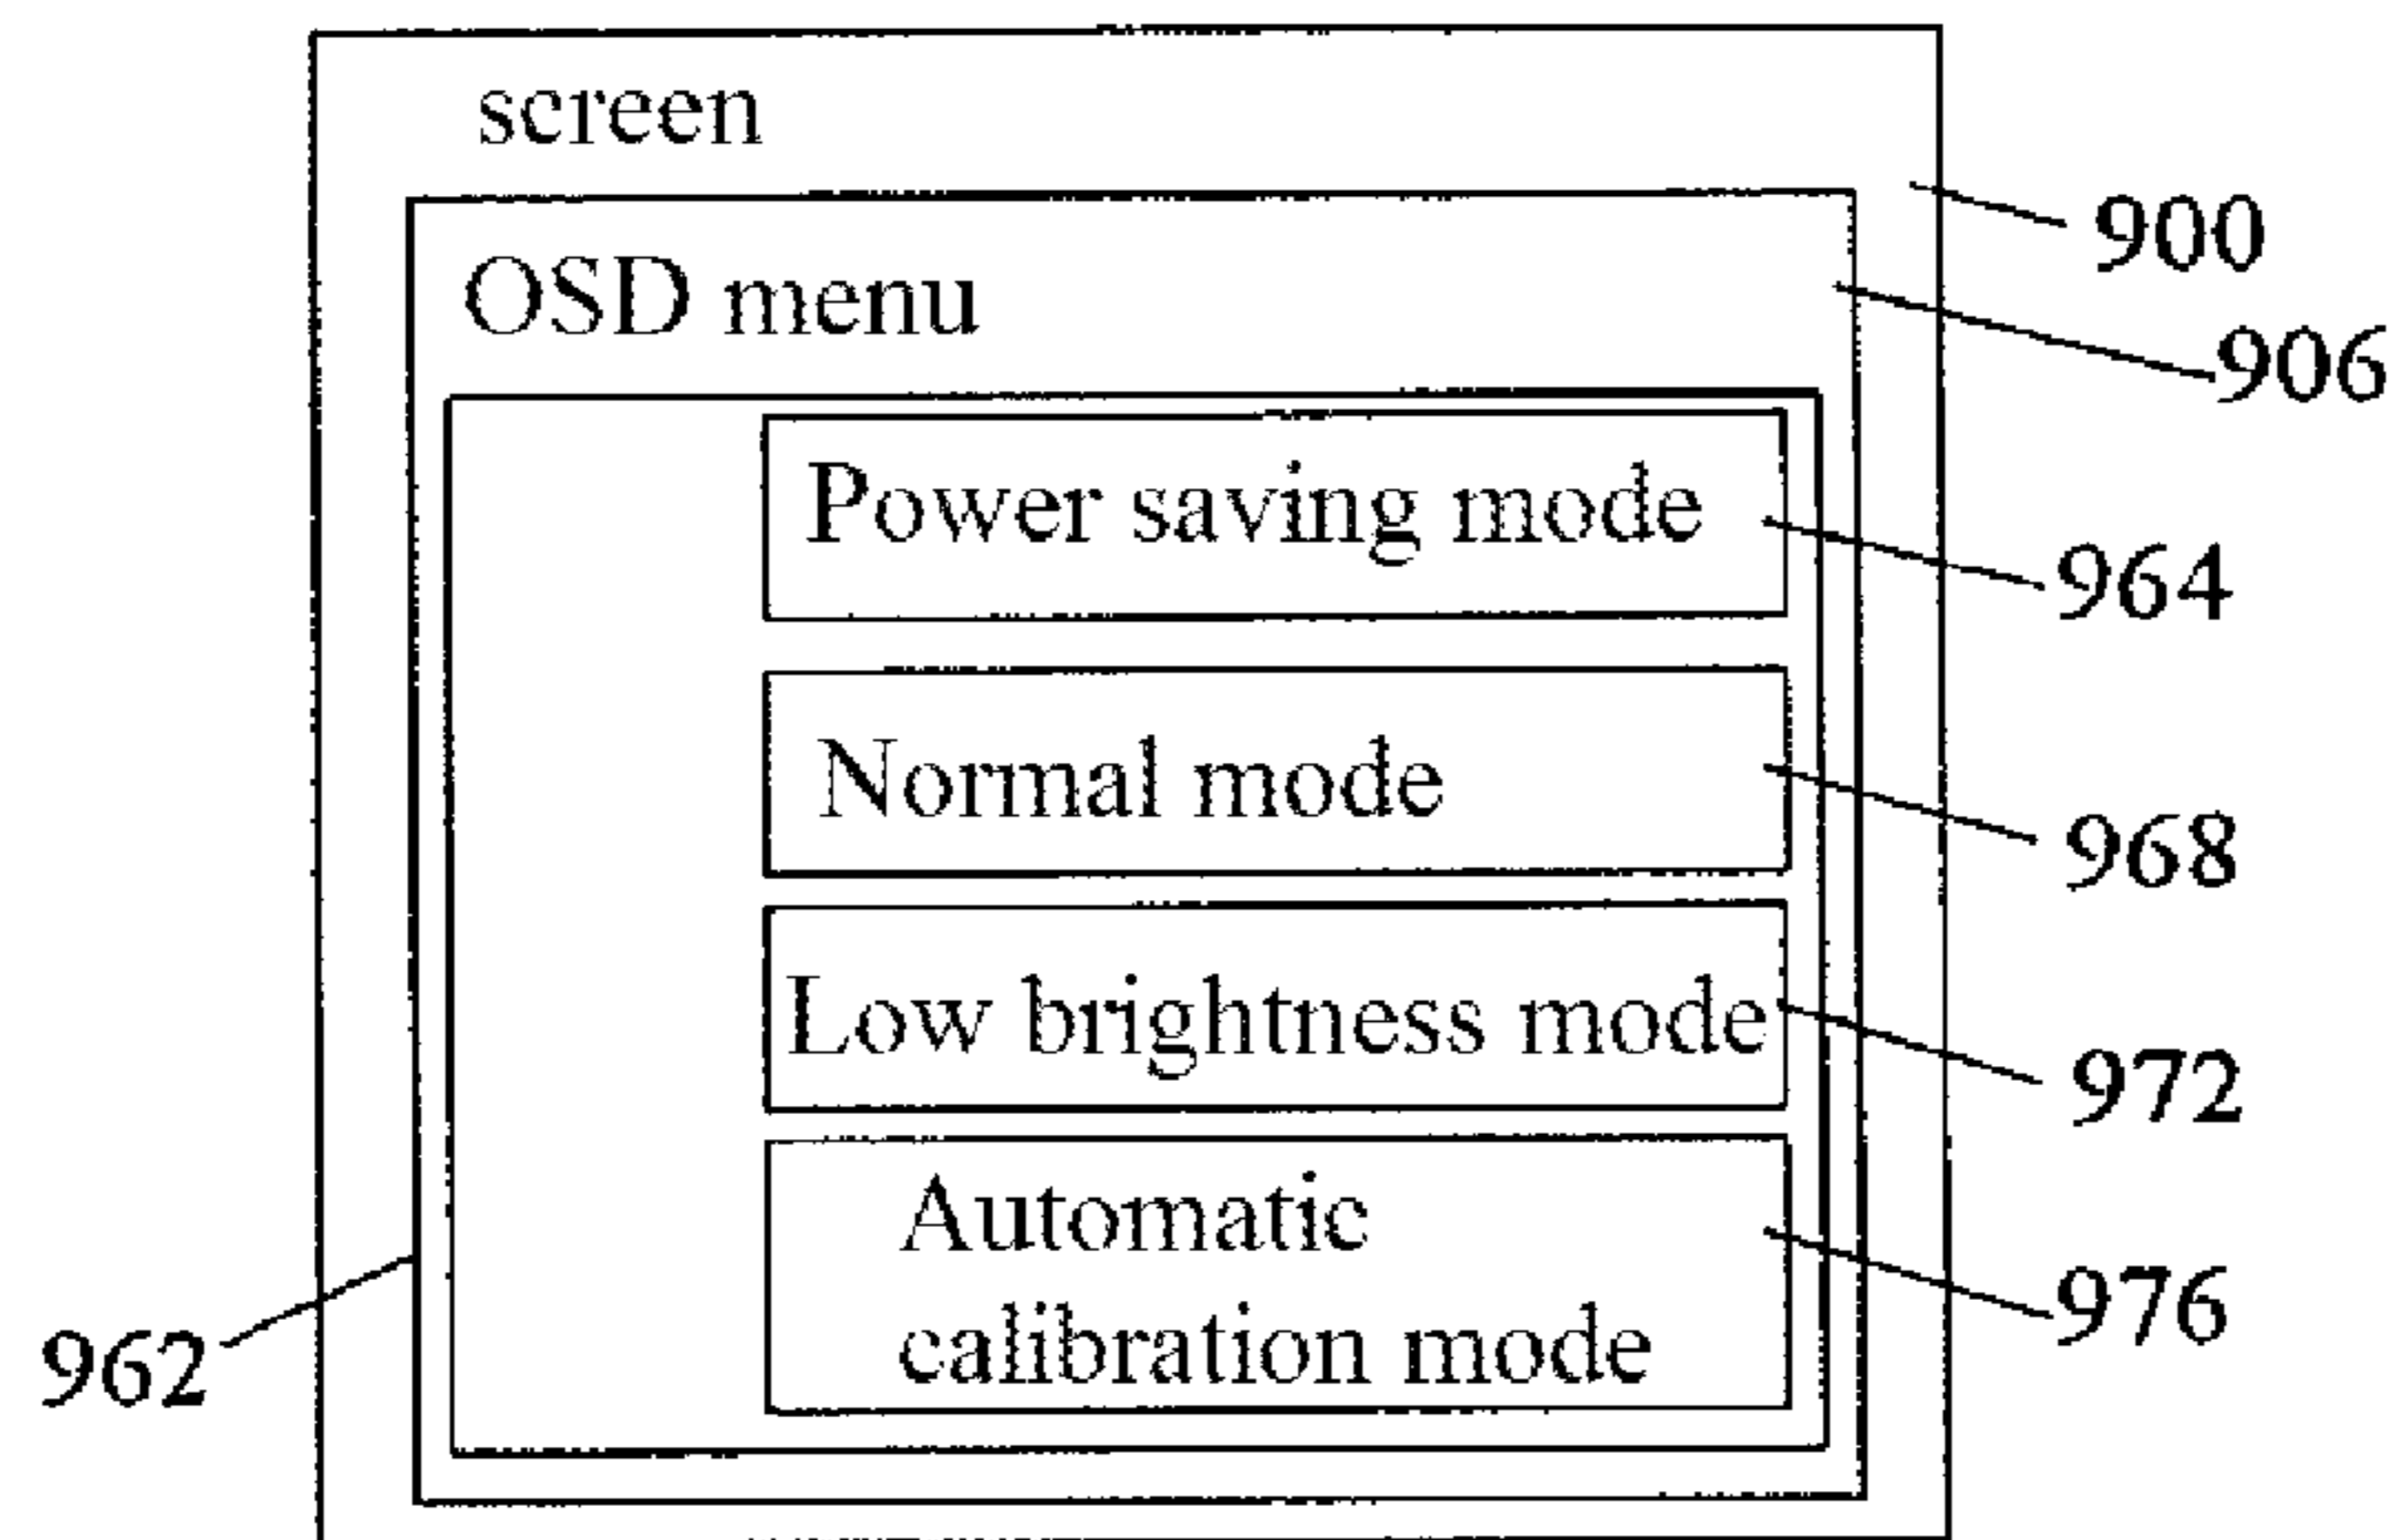 screen
900
OSD menu
906
Power saving mode
964
Normal mode
968
Low brightness mode
972
Automatic
calibration mode
976
962